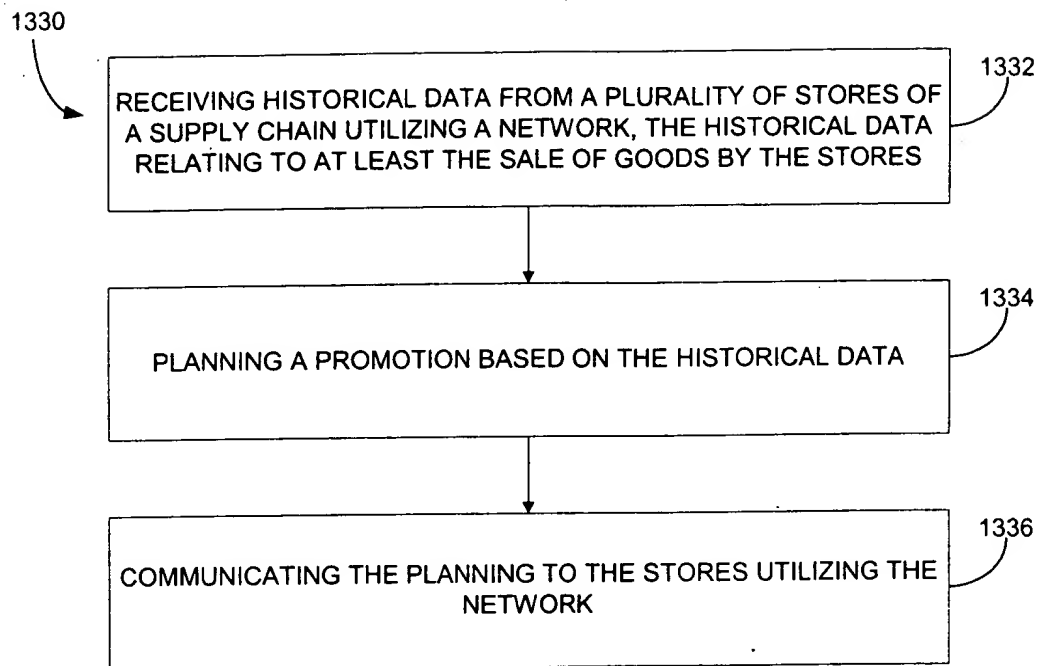 1330
1332
RECEIVING HISTORICAL DATA FROM A PLURALITY OF STORES OF
A SUPPLY CHAIN UTILIZING A NETWORK, THE HISTORICAL DATA
RELATING TO AT LEAST THE SALE OF GOODS BY THE STORES
1334
PLANNING A PROMOTION BASED ON THE HISTORICAL DATA
1336
COMMUNICATING THE PLANNING TO THE STORES UTILIZING THE
NETWORK